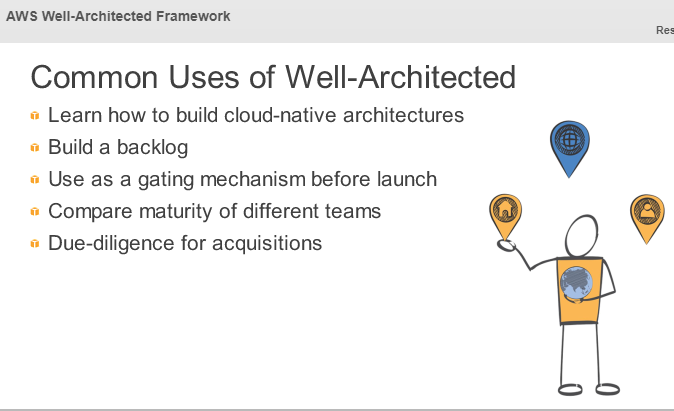 AWS Well-Architected Framework
Common Uses of Well-Architected
Learn how to build cloud-native architectures
Build a backlog
Use as a gating mechanism before launch
Compare maturity of different teams
Due-diligence for acquisitions